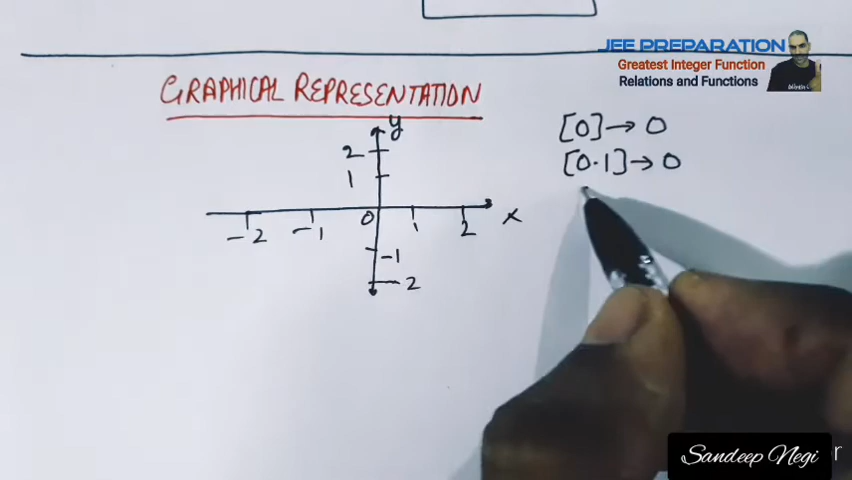 JEE PREPARATION
Greatest Integer Function
Relations and Functions
GRAPHICAL REPRESENTATION
[0] → 0
[0.1] → 0
y
2
1
0
x
-2 -1 1 2
-1
-2
Sandeep Negi